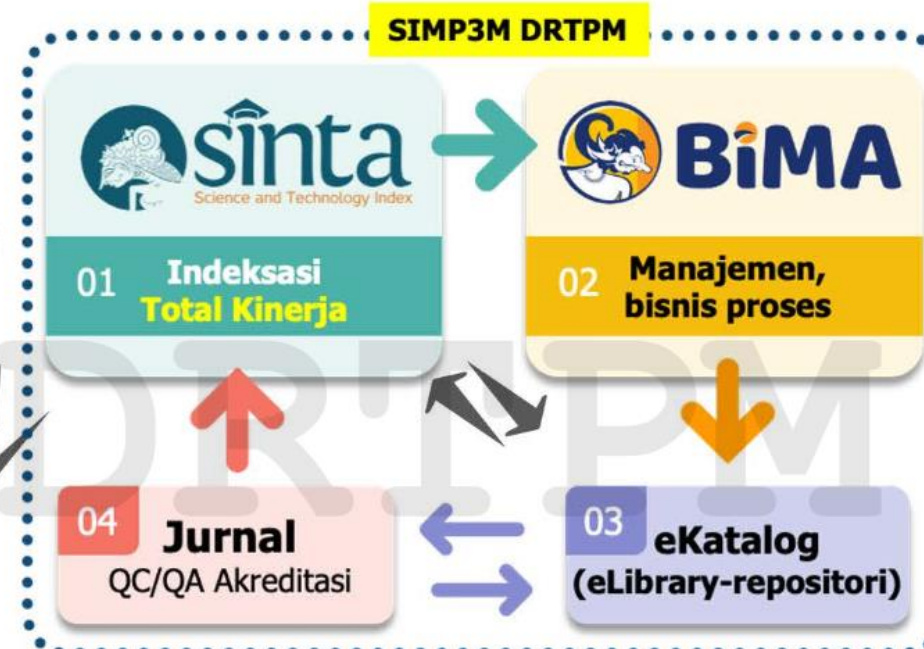 SIMP3M DRTPM
sinta
Science and Technology Index
BiMA
01
Indeksasi
Total Kinerja
02
Manajemen,
bisnis proses
DRTPM
04
Jurnal
QC/QA Akreditasi
03
eKatalog
(eLibrary-repositori)